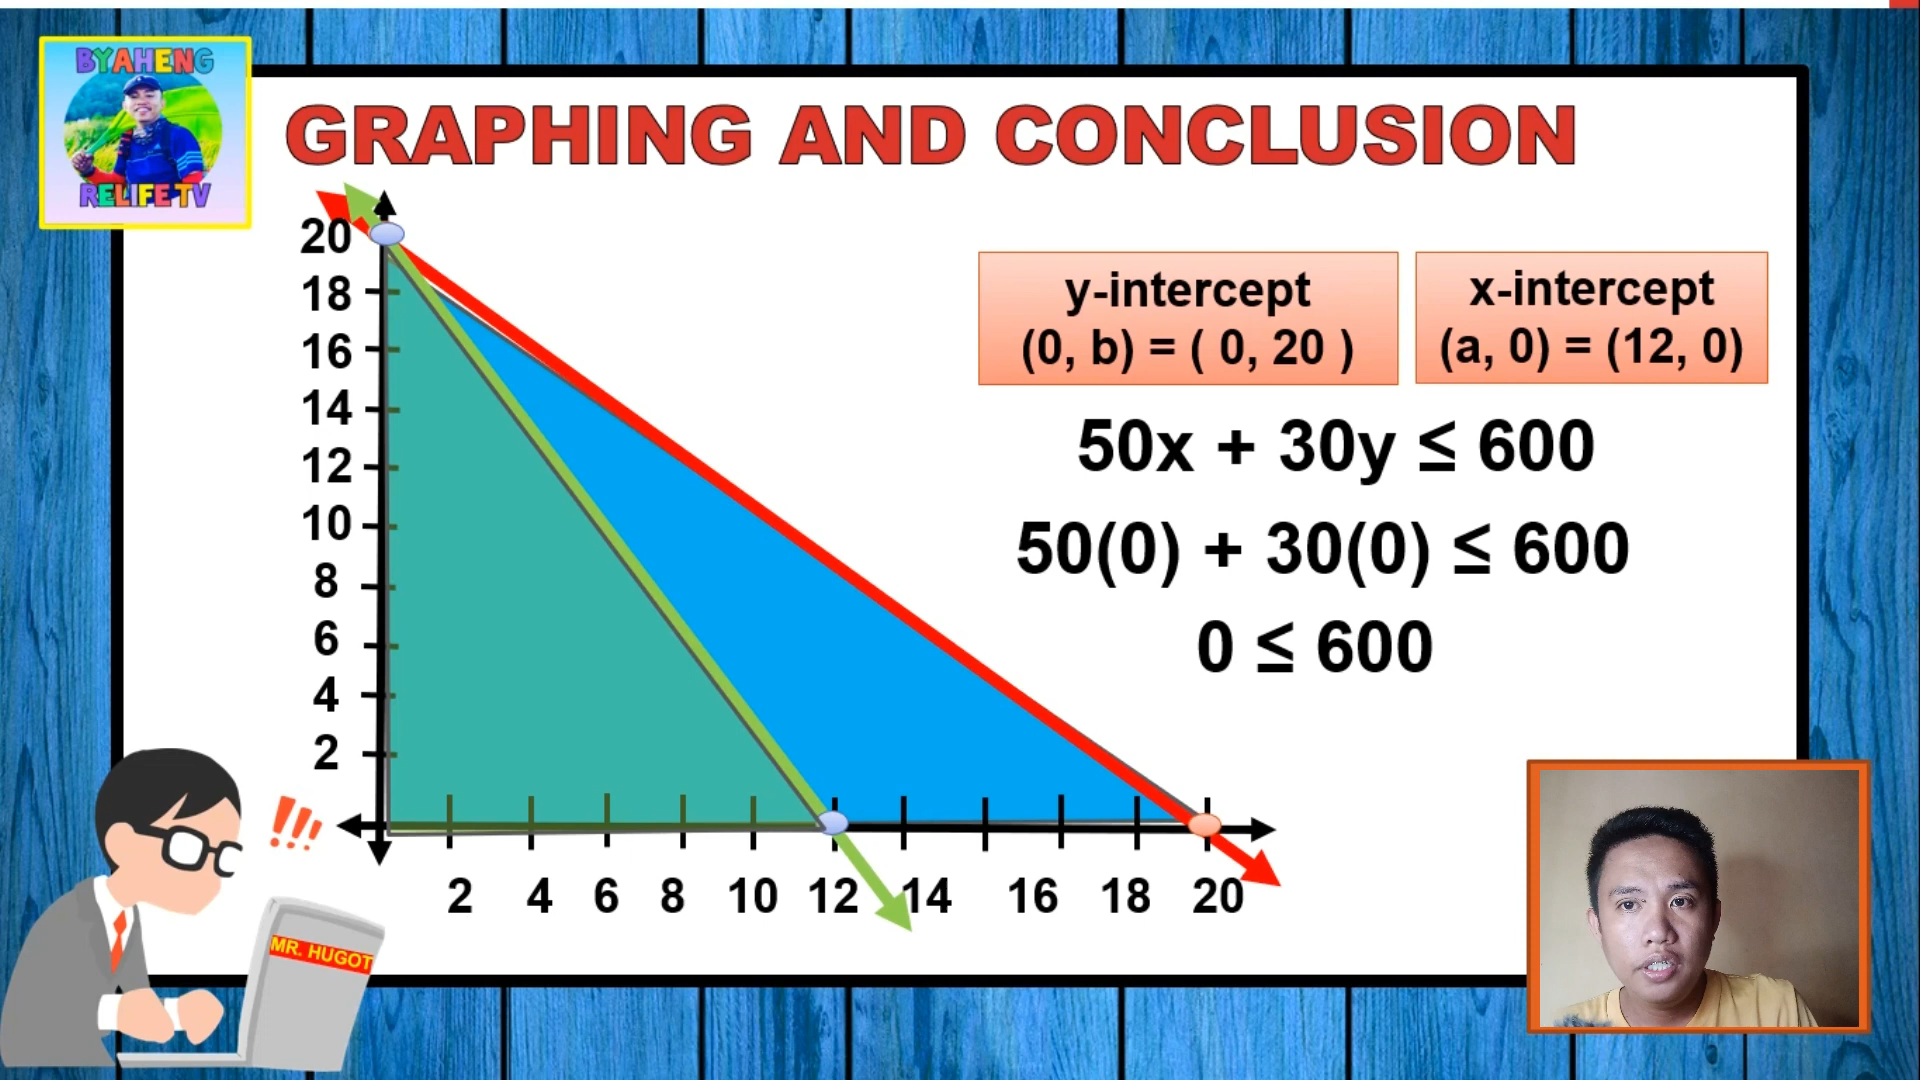 BYAHENG
RELIFE TV
GRAPHING AND CONCLUSION
20
18
16
14
12
10
8
6
4
2
2 4 6 8 10 12 14 16 18 20
y-intercept
(0, b) = ( 0, 20 )
x-intercept
(a, 0) = (12, 0)
50x + 30y ≤ 600
50(0) + 30(0) ≤ 600
0 ≤ 600
!!!
MR. HUGOT